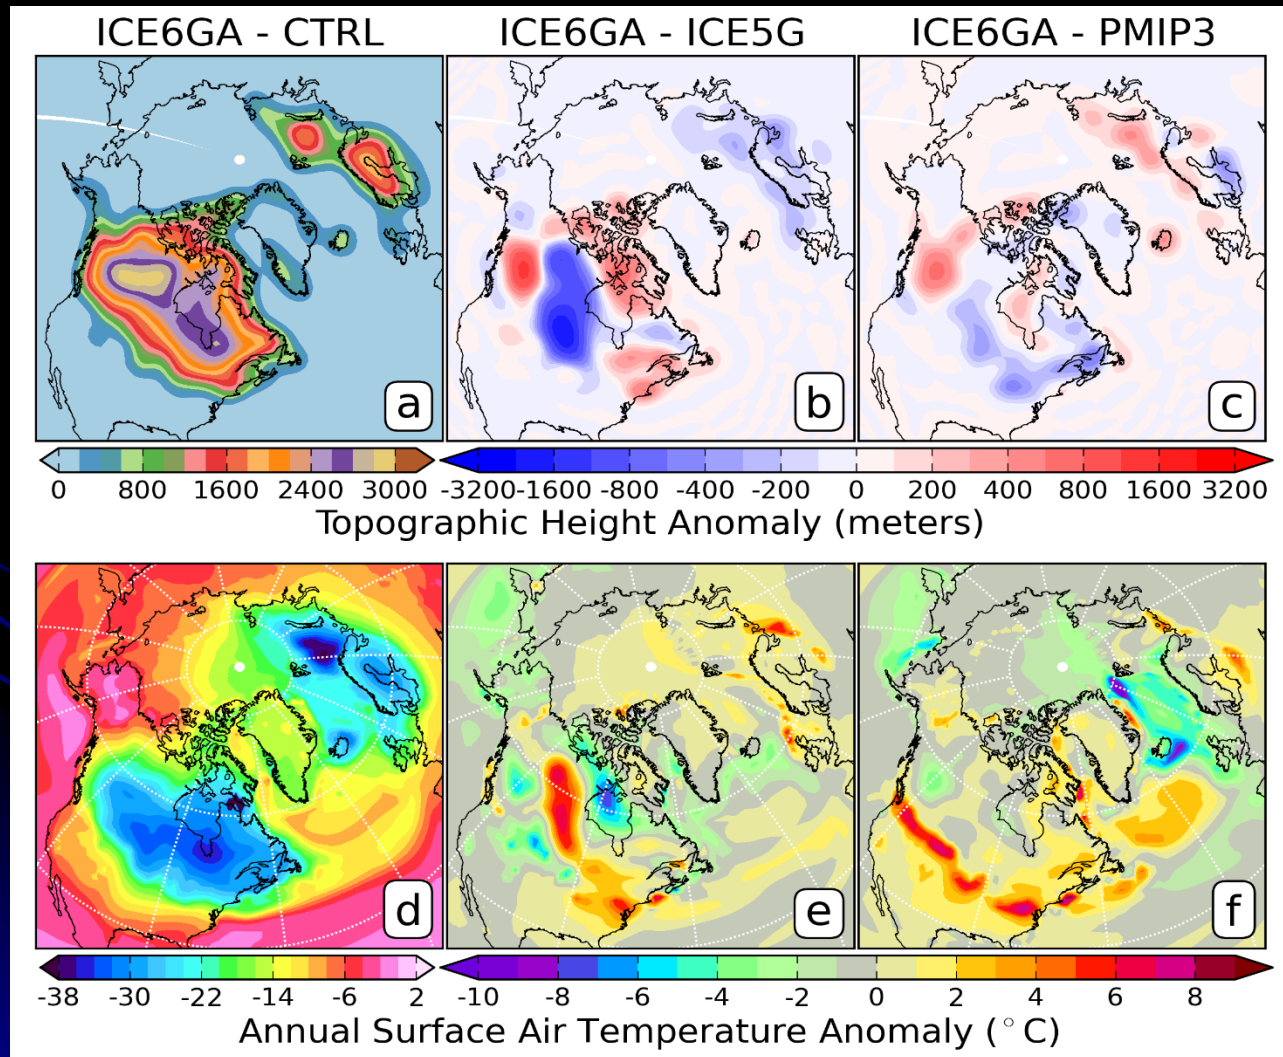 ICE6GA - CTRL ICE6GA - ICE5G ICE6GA - PMIP3
a b c
0 800 1600 2400 3000 -3200 -1600 -800 -400 -200 0 200 400 800 1600 3200
Topographic Height Anomaly (meters)
d e f
-38 -30 -22 -14 -6 2 -10 -8 -6 -4 -2 0 2 4 6 8
Annual Surface Air Temperature Anomaly (°C)